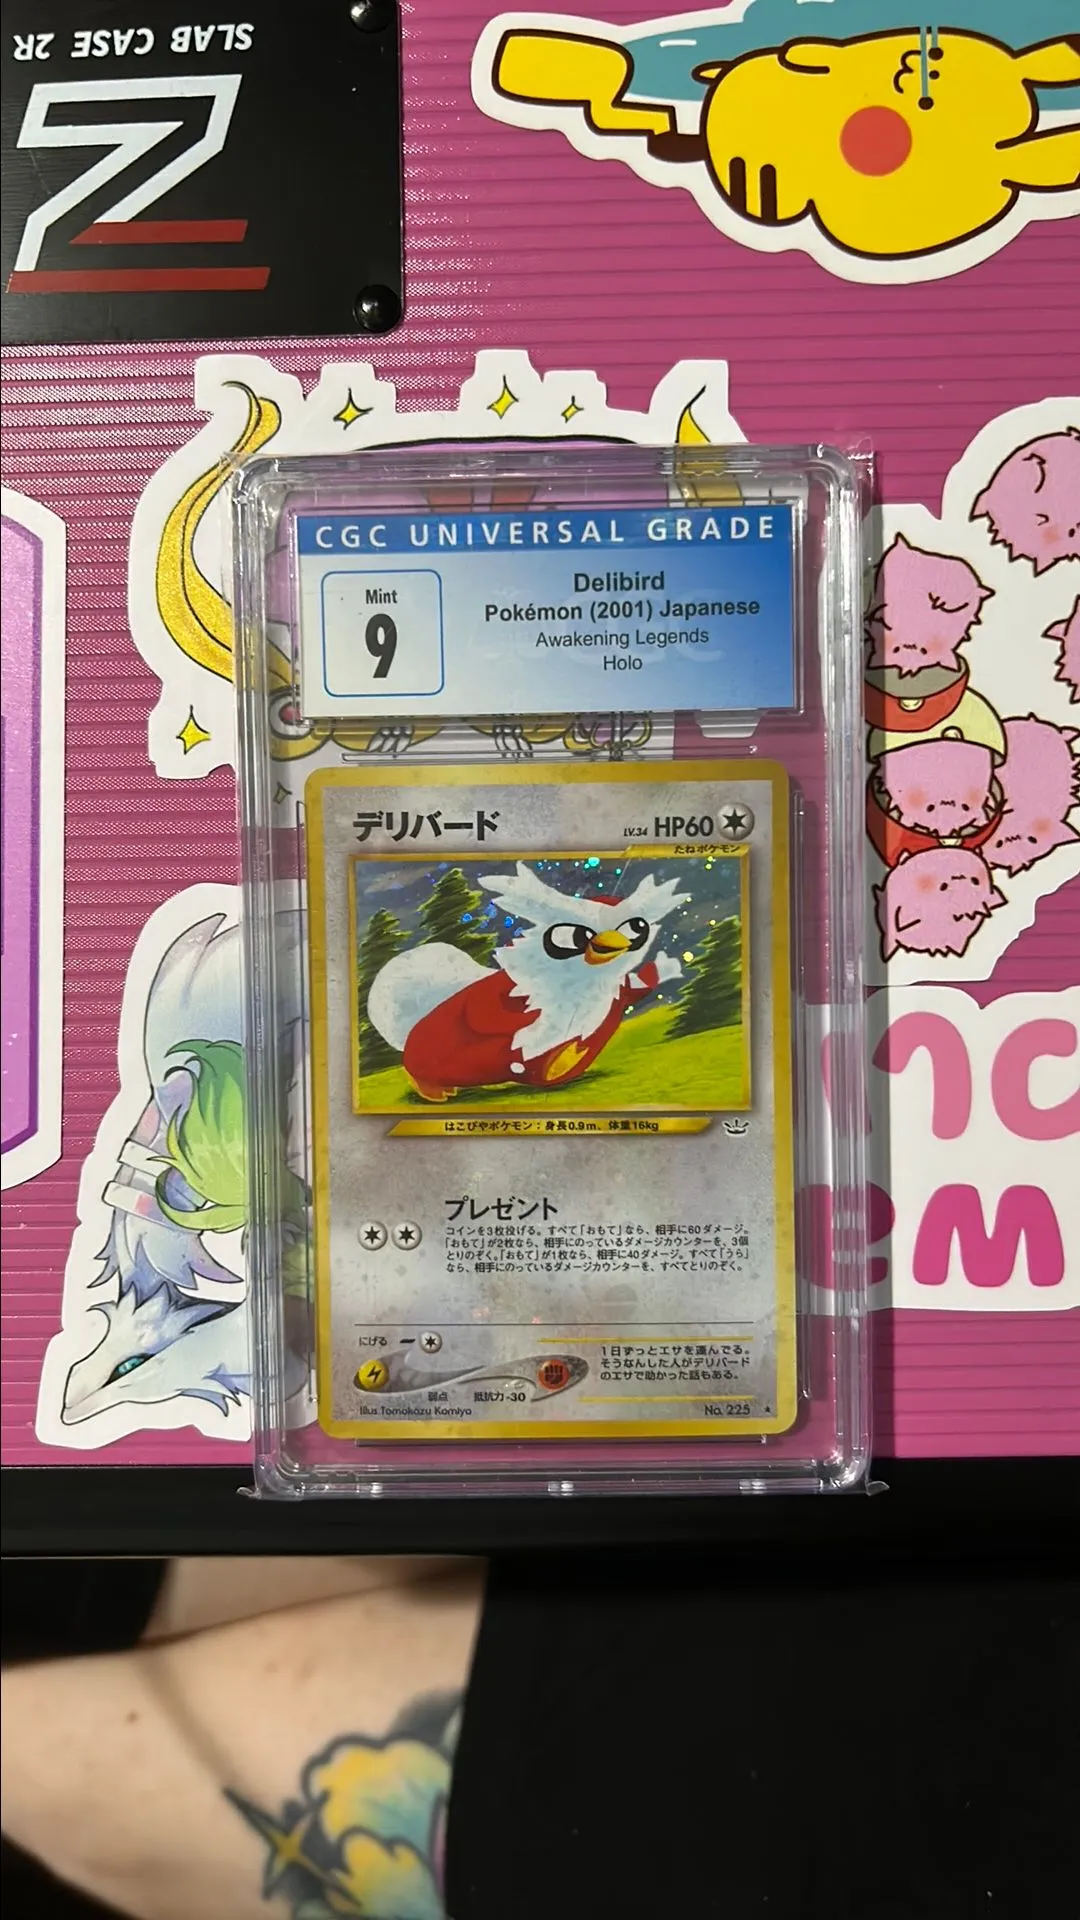 SLAB CASE 2R
CGC UNIVERSAL GRADE
Mint
9
Delibird
Pokémon (2001) Japanese
Awakening Legends
Holo
デリバード
LV.34 HP60
たねポケモン
はこびやポケモン：身長0.9m、体重16kg
プレゼント
コインを3枚投げる。すべて「おもて」なら、相手に60ダメージ。
「おもて」が2枚なら、相手にのっているダメージカウンターを、3個
とりのぞく。「おもて」が1枚なら、相手に40ダメージ。すべて「うら」
なら、相手にのっているダメージカウンターを、すべてとりのぞく。
にげる
弱点
抵抗力 -30
1日ずっとエサを運んでる。
そうなんした人がデリバード
のエサで助かった話もある。
Illus. Tomokazu Komiya
No. 225